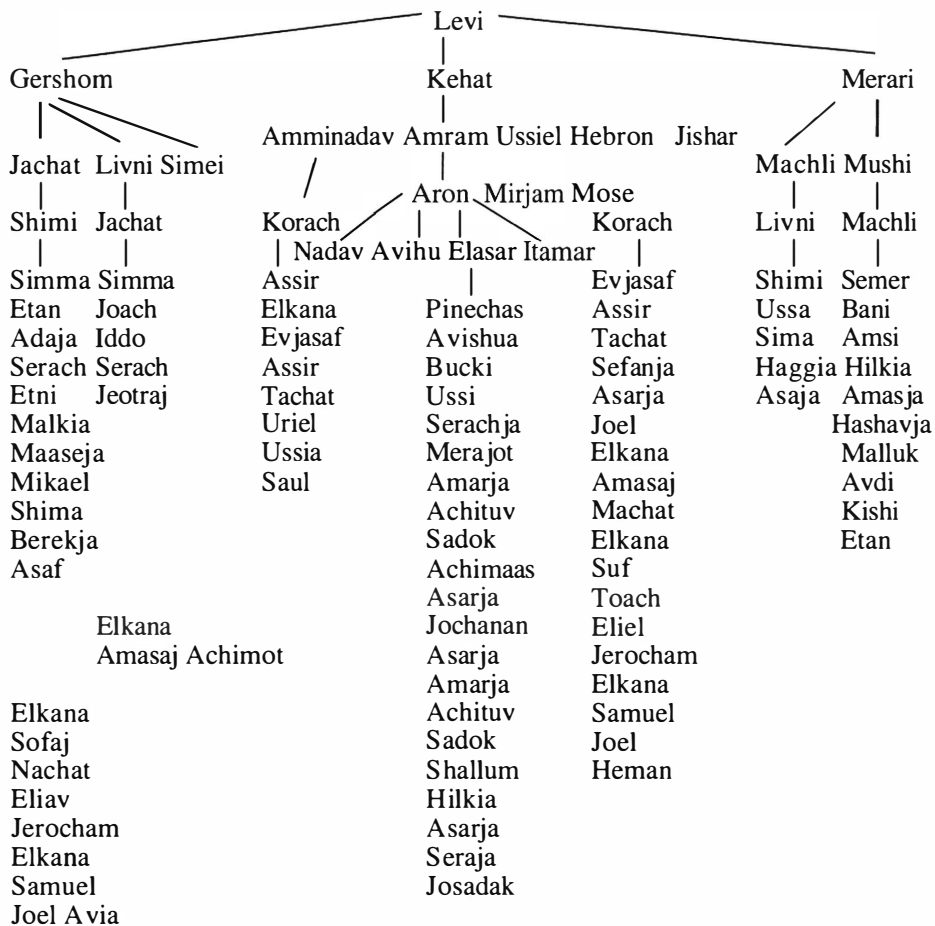 Levi
Gershom Kehat Merari
Amminadav Amram Ussiel Hebron Jishar
Jachat Livni Simei Machli Mushi
Aron Mirjam Mose
Shimi Jachat Korach Korach Livni Machli
Nadav Avihu Elasar Itamar
Simma Simma Assir Evjasaf Shimi Semer
Etan Joach Elkana Pinechas Assir Ussa Bani
Adaja Iddo Evjasaf Avishua Tachat Sima Amsi
Serach Serach Assir Bucki Sefanja Haggia Hilkia
Etni Jeotraj Tachat Ussi Asarja Asaja Amasja
Malkia Uriel Serachja Joel Hashavja
Maaseja Ussia Merajot Elkana Malluk
Mikael Saul Amarja Amasaj Avdi
Shima Achituv Machat Kishi
Berekja Sadok Elkana Etan
Asaf Achimaas Suf
Asarja Toach
Elkana Jochanan Eliel
Amasaj Achimot Asarja Jerocham
Amarja Elkana
Elkana Achituv Samuel
Sofaj Sadok Joel
Nachat Shallum Heman
Eliav Hilkia
Jerocham Asarja
Elkana Seraja
Samuel Josadak
Joel Avia